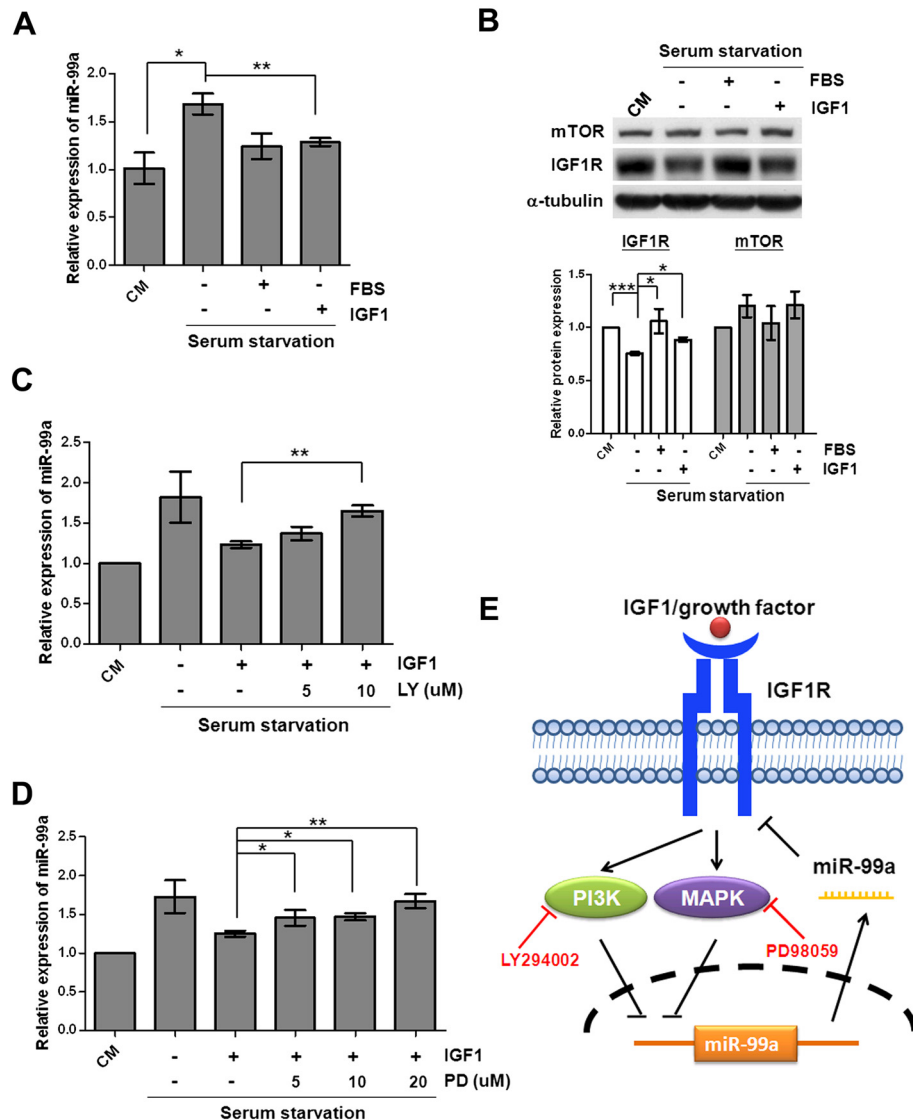 A
Relative expression of miR-99a
2.0
1.5
1.0
0.5
0.0
* **
CM - + - FBS
- - + IGF1
Serum starvation
B
Serum starvation
- + - FBS
CM - - + IGF1
mTOR
IGF1R
α-tubulin
IGF1R mTOR
Relative protein expression
1.5
1.0
0.5
0.0
*** * *
CM - + - CM - + - FBS
- - + - - + IGF1
Serum starvation
C
Relative expression of miR-99a
2.5
2.0
1.5
1.0
0.5
0.0
**
CM - + + + IGF1
- - 5 10 LY (uM)
Serum starvation
D
Relative expression of miR-99a
2.5
2.0
1.5
1.0
0.5
0.0
* * **
CM - + + + + IGF1
- - 5 10 20 PD (uM)
Serum starvation
E
IGF1/growth factor
IGF1R
miR-99a
PI3K MAPK
LY294002 PD98059
miR-99a